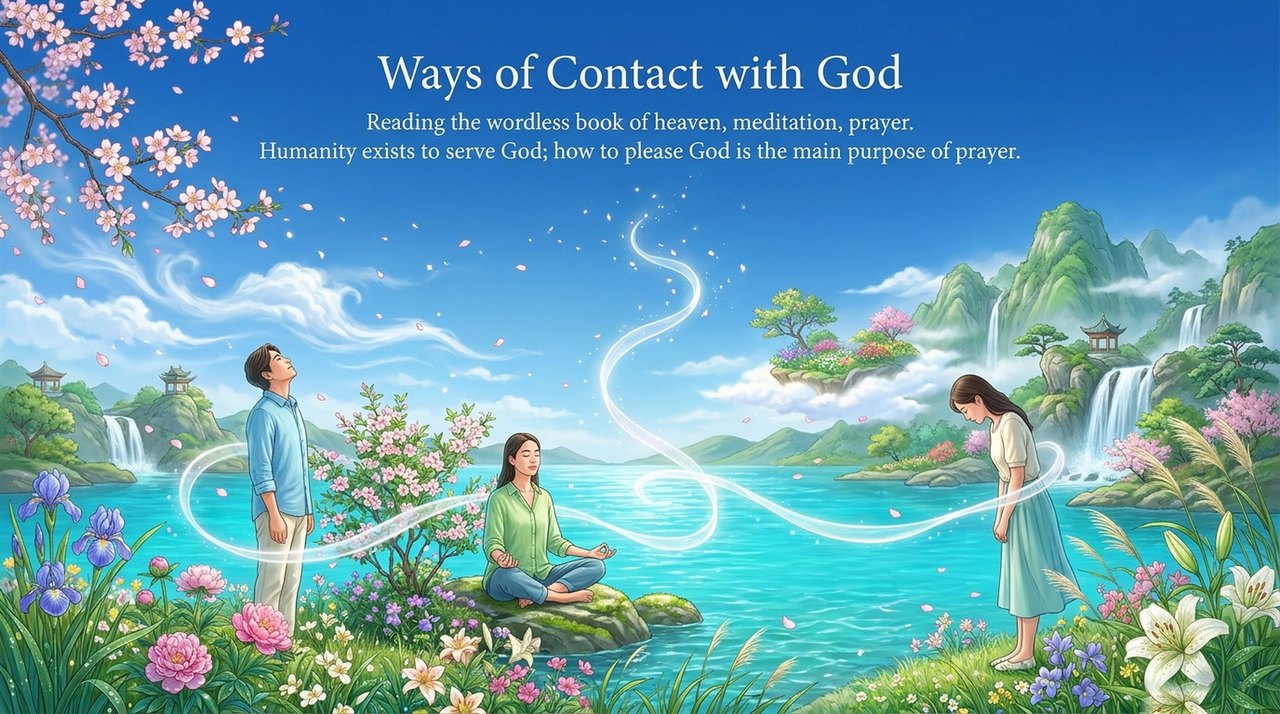 Ways of Contact with God
Reading the wordless book of heaven, meditation, prayer.
Humanity exists to serve God; how to please God is the main purpose of prayer.